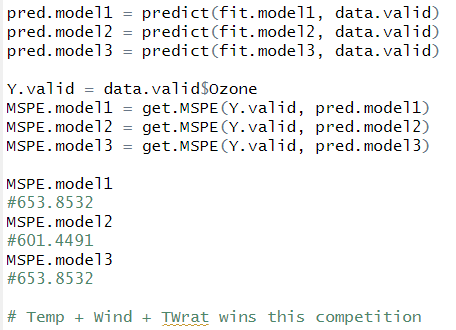 pred.model1 = predict(fit.model1, data.valid)
pred.model2 = predict(fit.model2, data.valid)
pred.model3 = predict(fit.model3, data.valid)
Y.valid = data.valid$Ozone
MSPE.model1 = get.MSPE(Y.valid, pred.model1)
MSPE.model2 = get.MSPE(Y.valid, pred.model2)
MSPE.model3 = get.MSPE(Y.valid, pred.model3)
MSPE.model1
#653.8532
MSPE.model2
#601.4491
MSPE.model3
#653.8532
# Temp + Wind + TWrat wins this competition